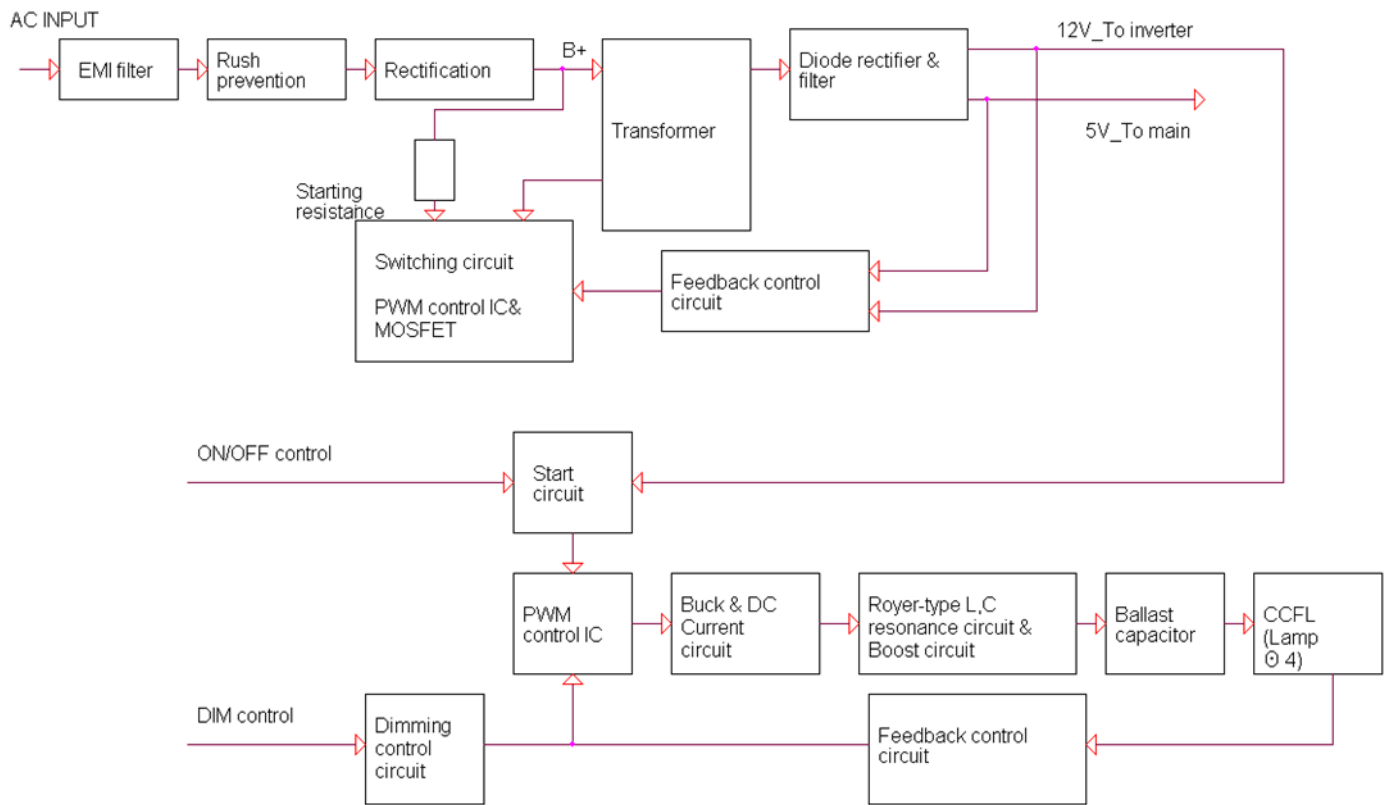 AC INPUT
EMI filter
Rush
prevention
Rectification
B+
Transformer
Diode rectifier &
filter
12V_To inverter
5V_To main
Starting
resistance
Switching circuit
PWM control IC&
MOSFET
Feedback control
circuit
ON/OFF control
Start
circuit
PWM
control IC
Buck & DC
Current
circuit
Royer-type L,C
resonance circuit &
Boost circuit
Ballast
capacitor
CCFL
(Lamp
⊙ 4)
DIM control
Dimming
control
circuit
Feedback control
circuit